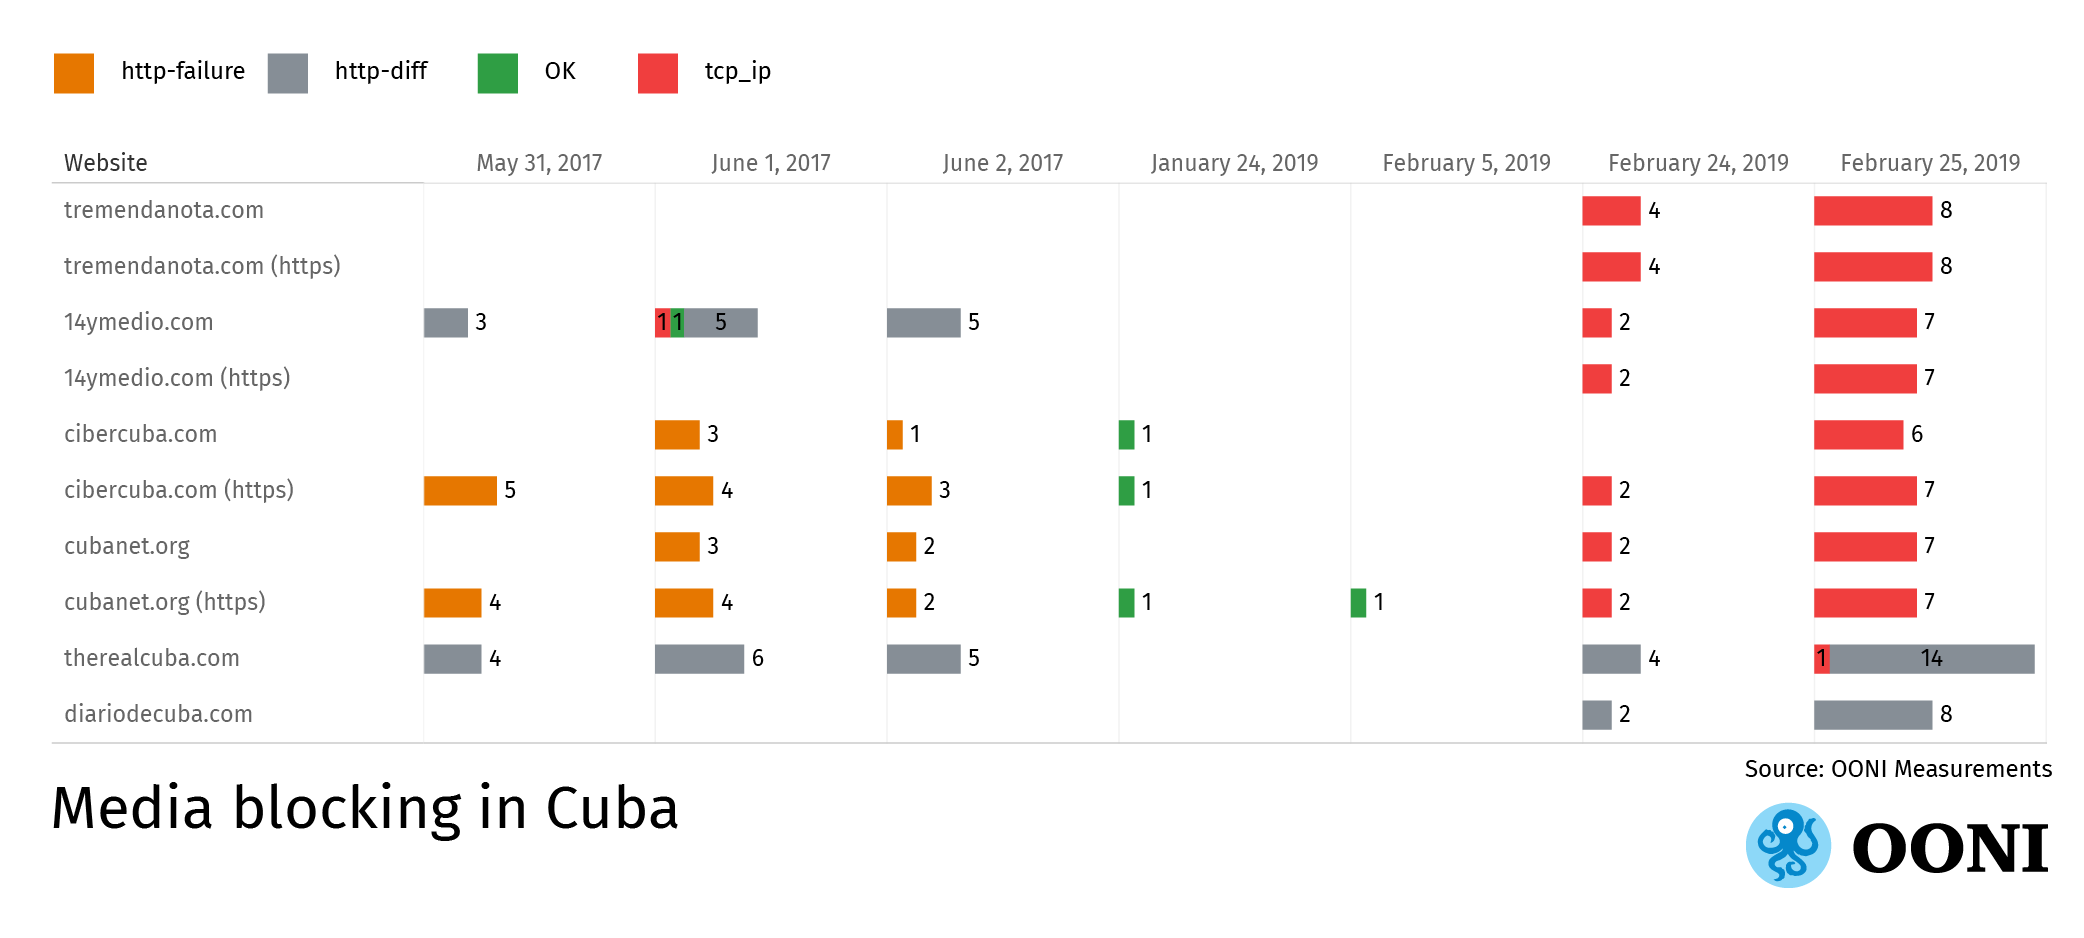 http-failure http-diff OK tcp_ip
Website May 31, 2017 June 1, 2017 June 2, 2017 January 24, 2019 February 5, 2019 February 24, 2019 February 25, 2019
tremendanota.com 4 8
tremendanota.com (https) 4 8
14ymedio.com 3 1 1 5 5 2 7
14ymedio.com (https) 2 7
cibercuba.com 3 1 1 6
cibercuba.com (https) 5 4 3 1 2 7
cubanet.org 3 2 2 7
cubanet.org (https) 4 4 2 1 1 2 7
therealcuba.com 4 6 5 4 1 14
diariodecuba.com 2 8
Source: OONI Measurements
Media blocking in Cuba
OONI